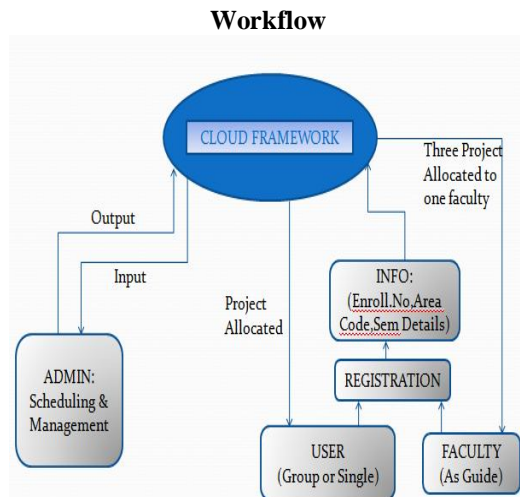 Workflow
CLOUD FRAMEWORK
Three Project
Allocated to
one faculty
Output
Input
INFO:
(Enroll.No,Area
Code,Sem Details)
Project
Allocated
ADMIN:
Scheduling &
Management
REGISTRATION
USER
(Group or Single)
FACULTY
(As Guide)